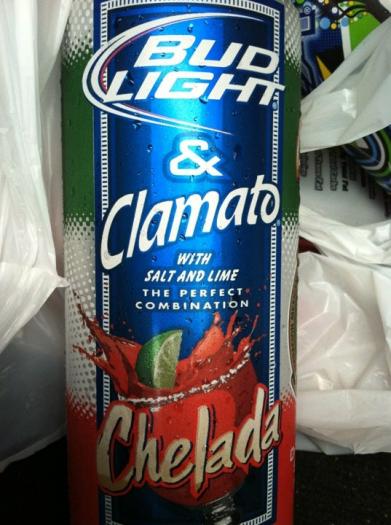 BUD
LIGHT
&
Clamato
WITH
SALT AND LIME
THE PERFECT
COMBINATION
Chelada